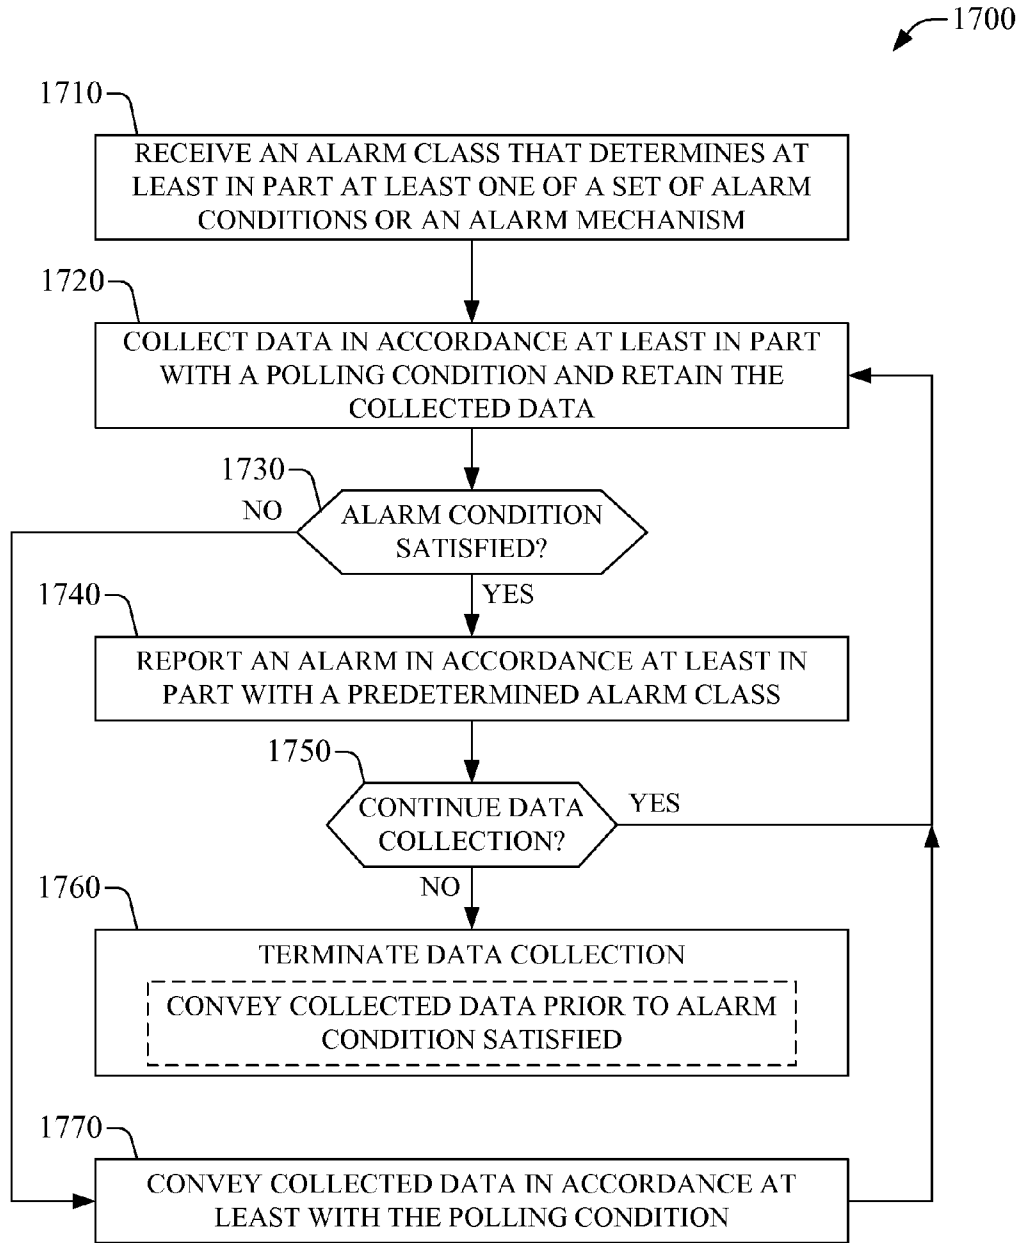 1700
1710
RECEIVE AN ALARM CLASS THAT DETERMINES AT
LEAST IN PART AT LEAST ONE OF A SET OF ALARM
CONDITIONS OR AN ALARM MECHANISM
1720
COLLECT DATA IN ACCORDANCE AT LEAST IN PART
WITH A POLLING CONDITION AND RETAIN THE
COLLECTED DATA
1730
NO
ALARM CONDITION
SATISFIED?
YES
1740
REPORT AN ALARM IN ACCORDANCE AT LEAST IN
PART WITH A PREDETERMINED ALARM CLASS
1750
CONTINUE DATA
COLLECTION?
YES
NO
1760
TERMINATE DATA COLLECTION
CONVEY COLLECTED DATA PRIOR TO ALARM
CONDITION SATISFIED
1770
CONVEY COLLECTED DATA IN ACCORDANCE AT
LEAST WITH THE POLLING CONDITION